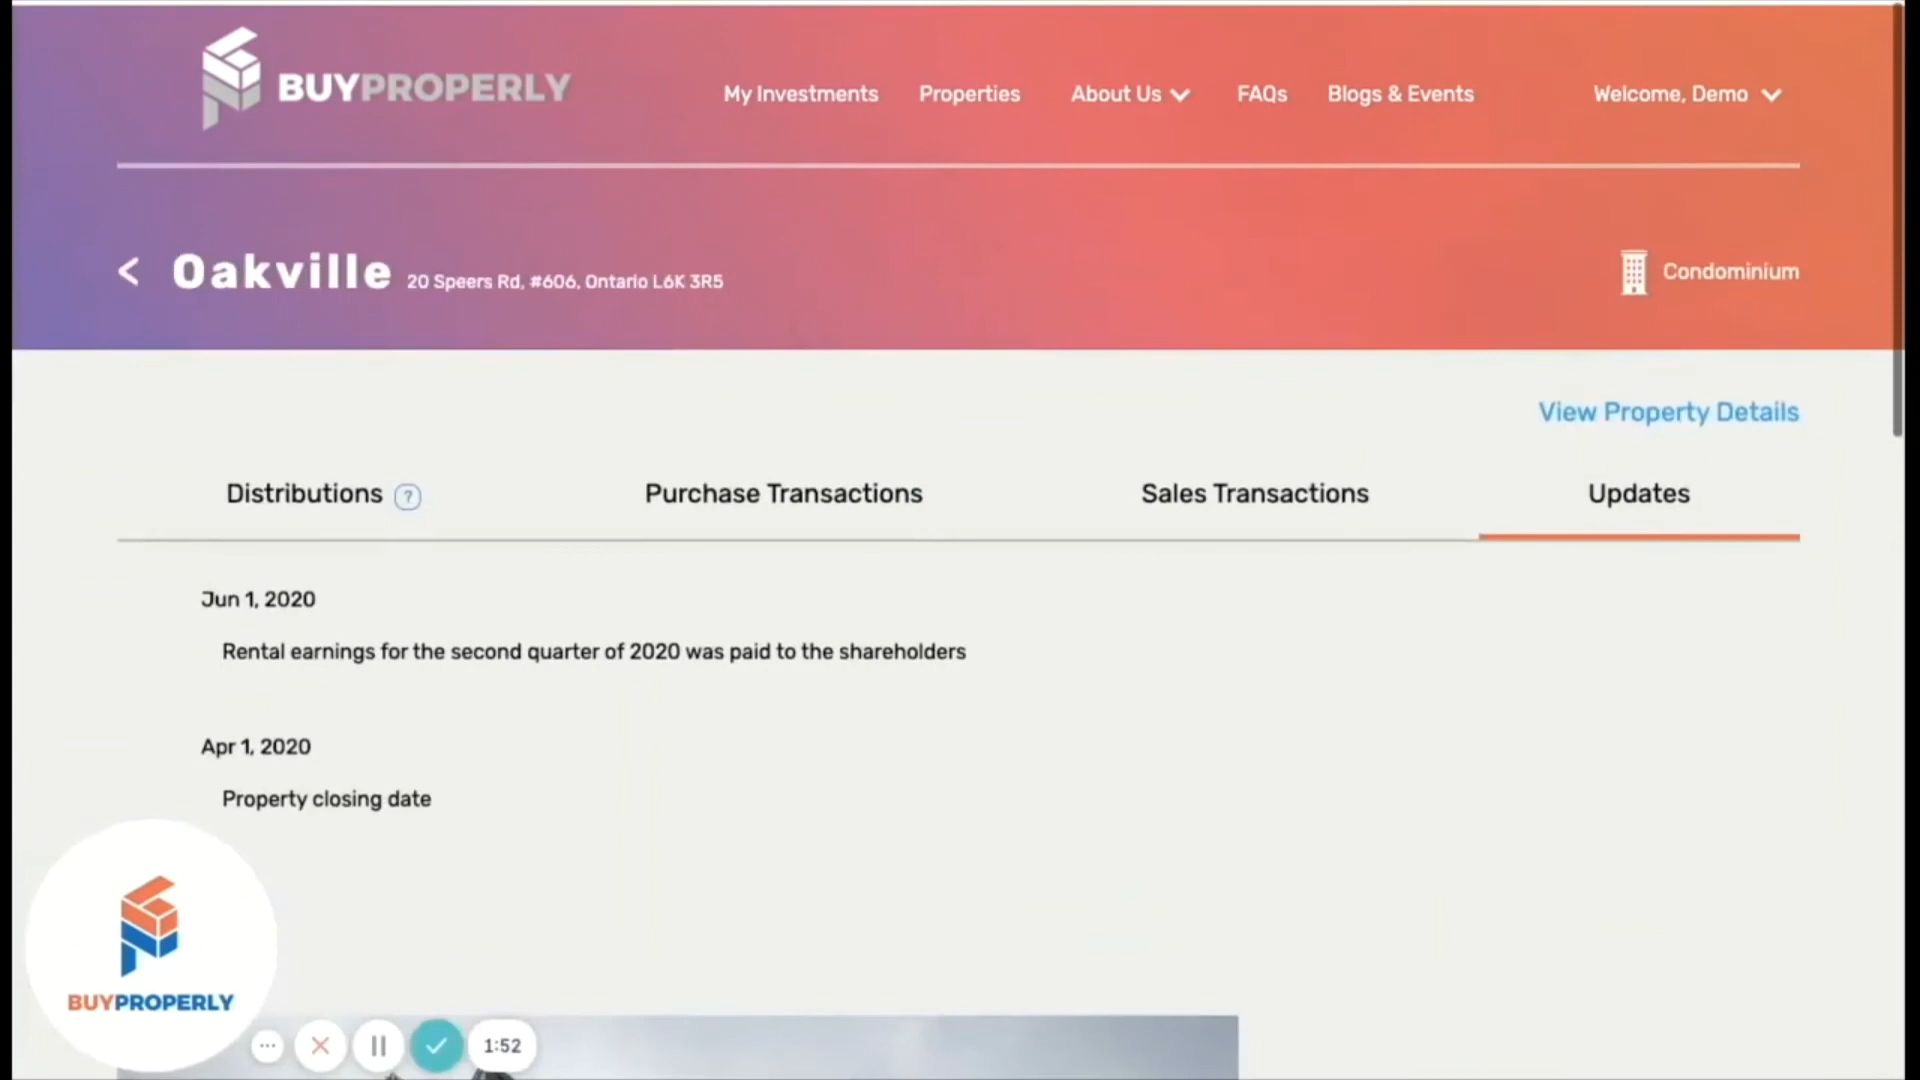 BUYPROPERLY
My Investments Properties About Us FAQs Blogs & Events Welcome, Demo
< Oakville 20 Speers Rd, #606, Ontario L6K 3R5 Condominium
View Property Details
Distributions ? Purchase Transactions Sales Transactions Updates
Jun 1, 2020
Rental earnings for the second quarter of 2020 was paid to the shareholders
Apr 1, 2020
Property closing date
BUYPROPERLY
1:52